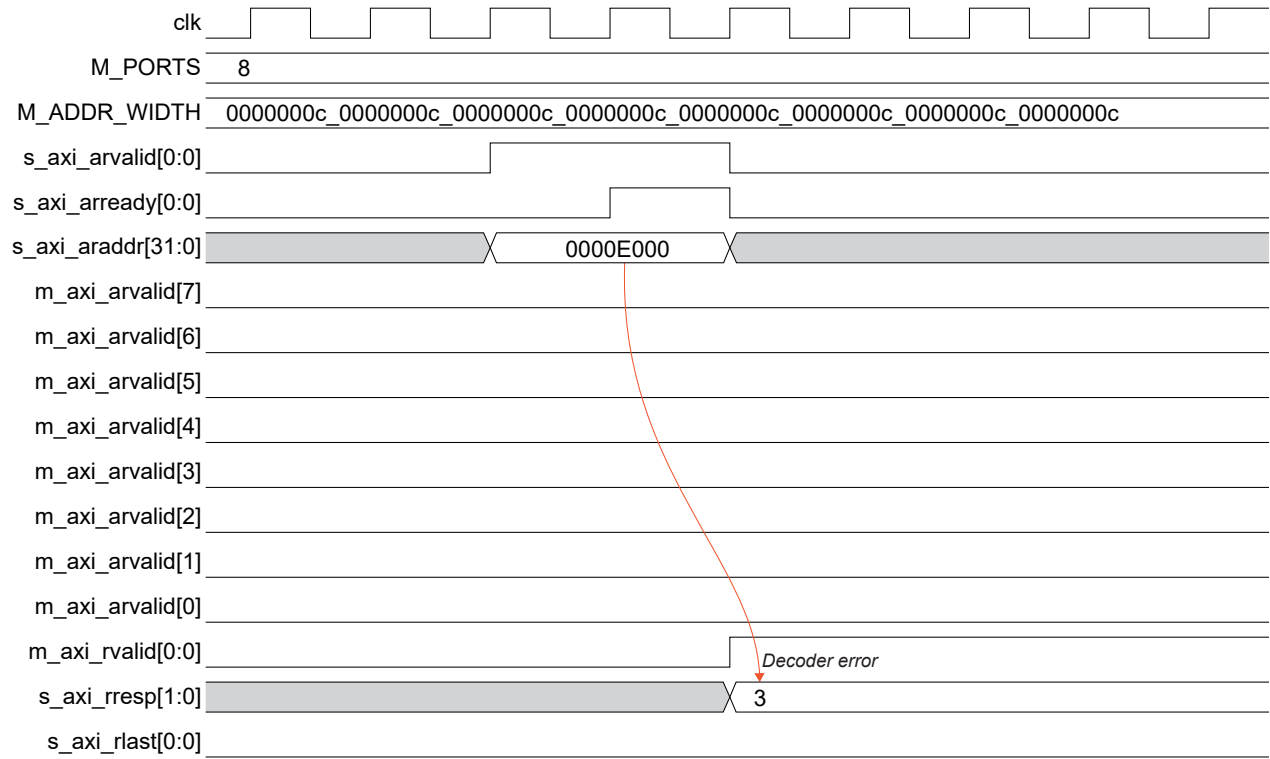 clk
M_PORTS 8
M_ADDR_WIDTH 0000000c_0000000c_0000000c_0000000c_0000000c_0000000c_0000000c_0000000c
s_axi_arvalid[0:0]
s_axi_arready[0:0]
s_axi_araddr[31:0] 0000E000
m_axi_arvalid[7]
m_axi_arvalid[6]
m_axi_arvalid[5]
m_axi_arvalid[4]
m_axi_arvalid[3]
m_axi_arvalid[2]
m_axi_arvalid[1]
m_axi_arvalid[0]
m_axi_rvalid[0:0] Decoder error
s_axi_rresp[1:0] 3
s_axi_rlast[0:0]